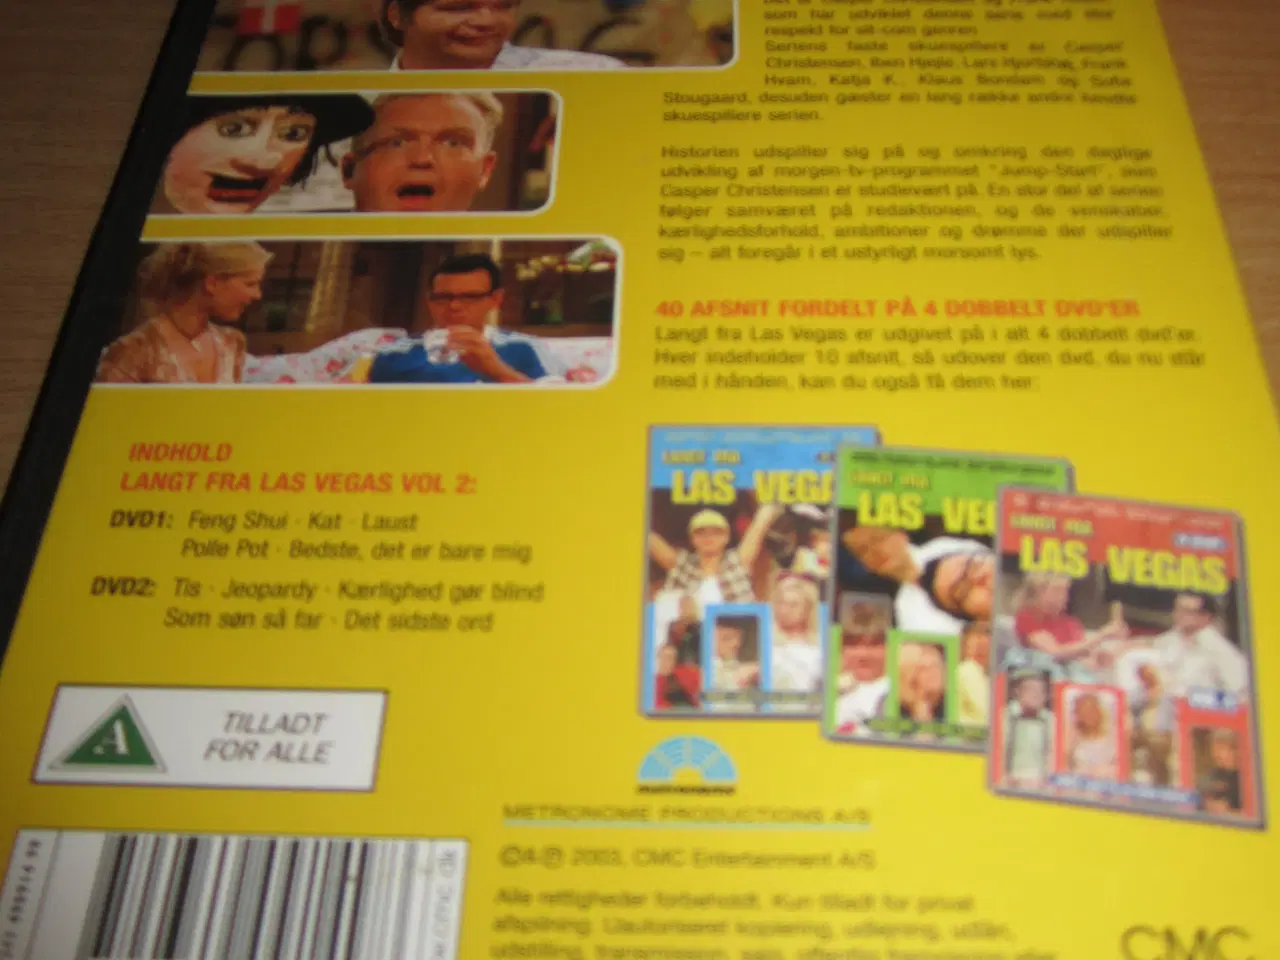 som har udviklet denne serie med stor
respekt for sit-com genren.
Seriens faste skuespillere er Casper
Christensen, Iben Hjejle, Lars Hjortshøj, Frank
Hvam, Katja K., Klaus Bondam og Sofie
Stougaard, desuden gæster en lang række andre kendte
skuespillere serien.
Historien udspiller sig på og omkring den daglige
udvikling af morgen-tv-programmet "Jump-Start", som
Casper Christensen er studievært på. En stor del af serien
følger samværet på redaktionen, og de venskaber,
kærlighedsforhold, ambitioner og drømme der udspiller
sig – alt foregår i et ustyrligt morsomt lys.
40 AFSNIT FORDELT PÅ 4 DOBBELT DVD'ER
Langt fra Las Vegas er udgivet på i alt 4 dobbelt dvd'er.
Hver indeholder 10 afsnit, så udover den dvd, du nu står
med i hånden, kan du også få dem her:
INDHOLD
LANGT FRA LAS VEGAS VOL 2:
DVD1: Feng Shui · Kat · Laust
Polle Pot · Bedste, det er bare mig
DVD2: Tis · Jeopardy · Kærlighed gør blind
Som søn så far · Det sidste ord
LANGT FRA
LAS VEGA
LANGT FRA
LAS VE
LANGT FRA
LAS VEGAS
A
TILLADT
FOR ALLE
METRONOME PRODUCTIONS A/S
2003, CMC Entertainment A/S
Alle rettigheder forbeholdt. Kun tilladt for privat
afspilning. Uautoriseret kopiering, udlejning, udlån,
CMC